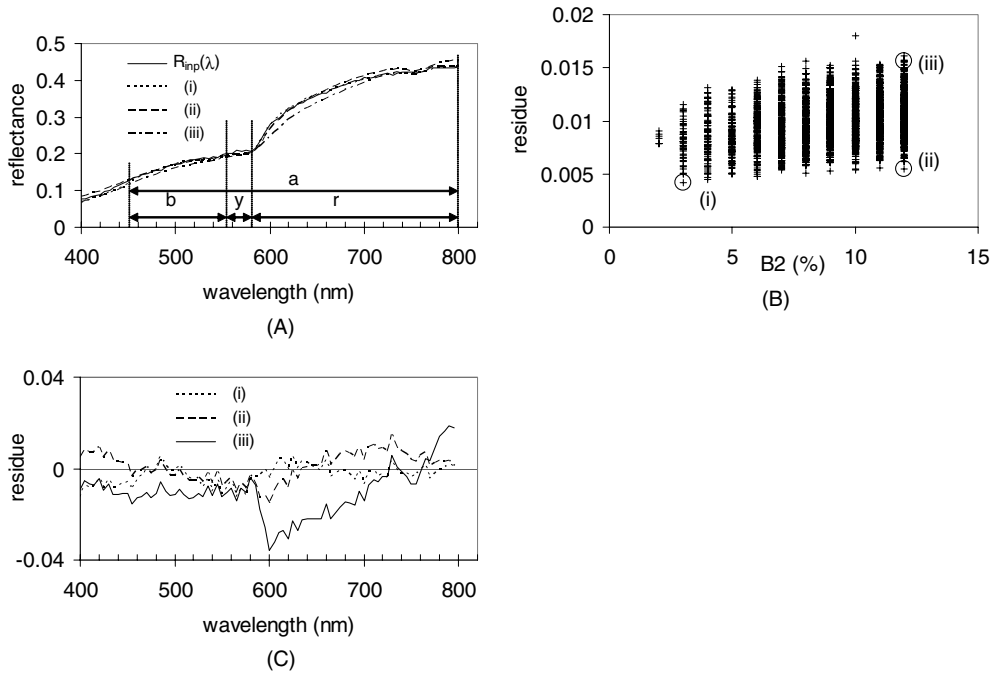 0.5
0.4
0.3
0.2
0.1
0
reflectance
R_inp(λ)
(i)
(ii)
(iii)
a
b
y
r
400 500 600 700 800
wavelength (nm)
(A)
0.02
0.015
0.01
0.005
0
residue
(iii)
(ii)
(i)
0 5 10 15
B2 (%)
(B)
0.04
0
-0.04
residue
(i)
(ii)
(iii)
400 500 600 700 800
wavelength (nm)
(C)